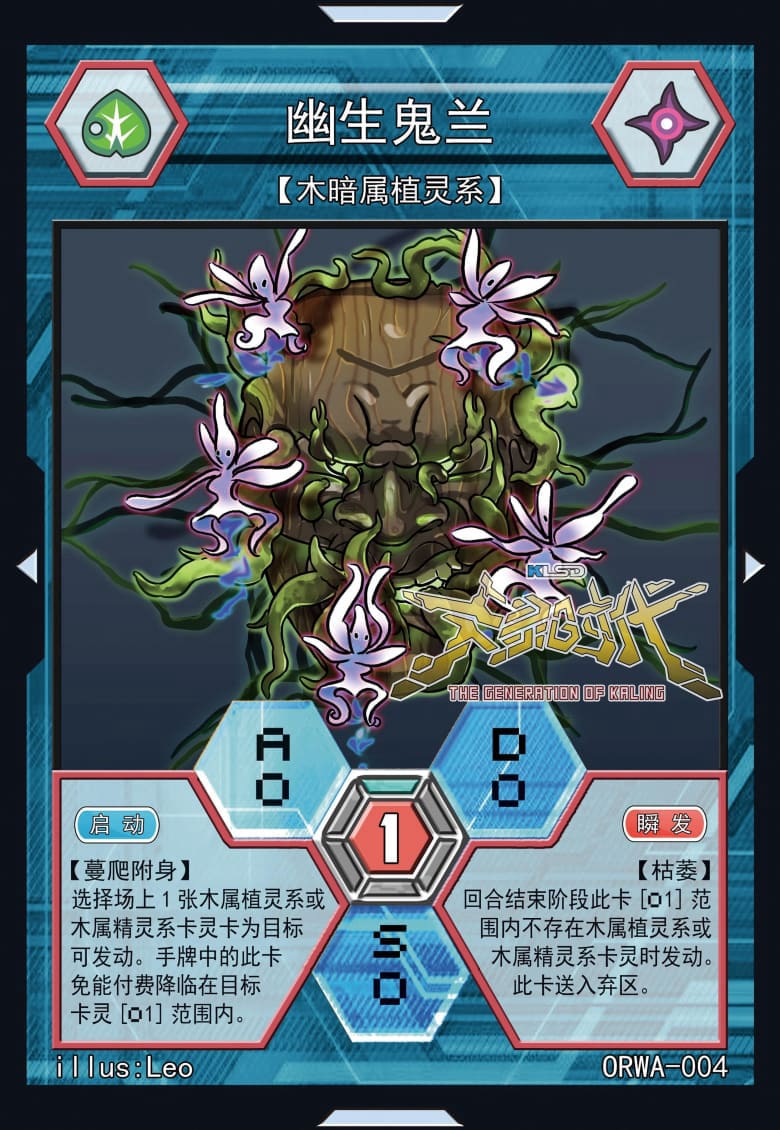 幽生鬼兰
【木暗属植灵系】
KLSD
卡灵时代
THE GENERATION OF KALING
A
0
D
0
1
S
0
启动
【蔓爬附身】
选择场上1张木属植灵系或
木属精灵系卡灵卡为目标
可发动。手牌中的此卡
免能付费降临在目标
卡灵[O1]范围内。
瞬发
【枯萎】
回合结束阶段此卡[O1]范
围内不存在木属植灵系或
木属精灵系卡灵时发动。
此卡送入弃区。
illus:Leo
ORWA-004